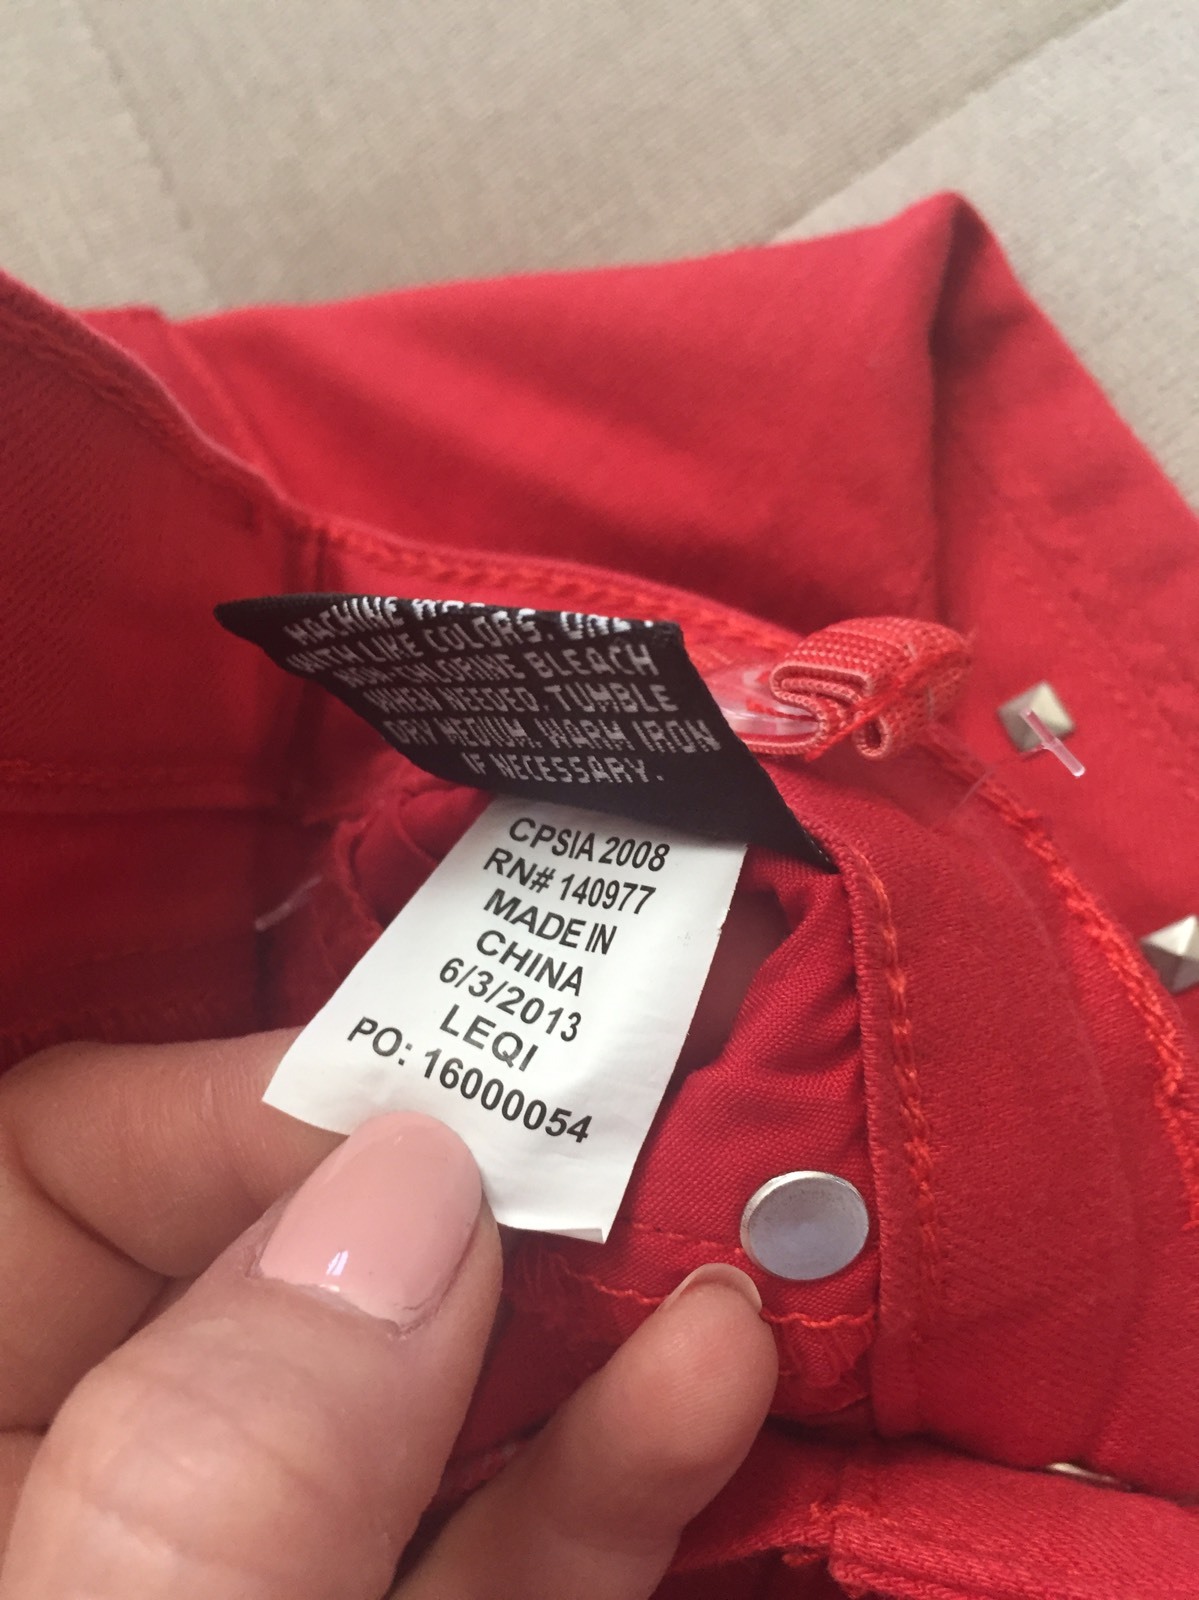 MACHINE
WITH LIKE COLORS.
CHLORINE BLEACH
WHEN NEEDED. TUMBLE
DRY MEDIUM. WARM IRON
IF NECESSARY.
CPSIA 2008
RN# 140977
MADE IN
CHINA
6/3/2013
LEQI
PO: 16000054